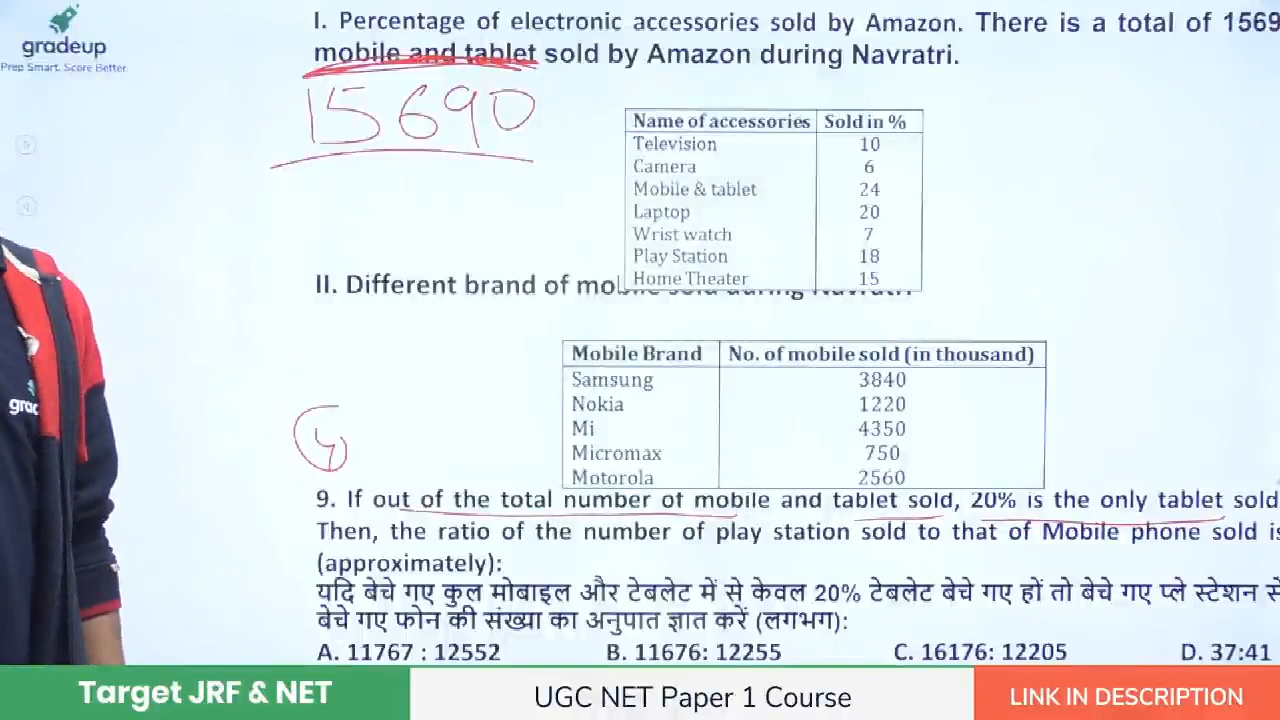 gradeup
Prep Smart. Score Better.
I. Percentage of electronic accessories sold by Amazon. There is a total of 1569
mobile and tablet sold by Amazon during Navratri.
15690
Name of accessories Sold in %
Television 10
Camera 6
Mobile & tablet 24
Laptop 20
Wrist watch 7
Play Station 18
Home Theater 15
II. Different brand of mobile sold during Navratri
Mobile Brand No. of mobile sold (in thousand)
Samsung 3840
Nokia 1220
Mi 4350
Micromax 750
Motorola 2560
9. If out of the total number of mobile and tablet sold, 20% is the only tablet sold
Then, the ratio of the number of play station sold to that of Mobile phone sold is
(approximately):
यदि बेचे गए कुल मोबाइल और टेबलेट में से केवल 20% टेबलेट बेचे गए हों तो बेचे गए प्ले स्टेशन से
बेचे गए फोन की संख्या का अनुपात ज्ञात करें (लगभग):
A. 11767 : 12552 B. 11676: 12255 C. 16176: 12205 D. 37:41
Target JRF & NET UGC NET Paper 1 Course LINK IN DESCRIPTION